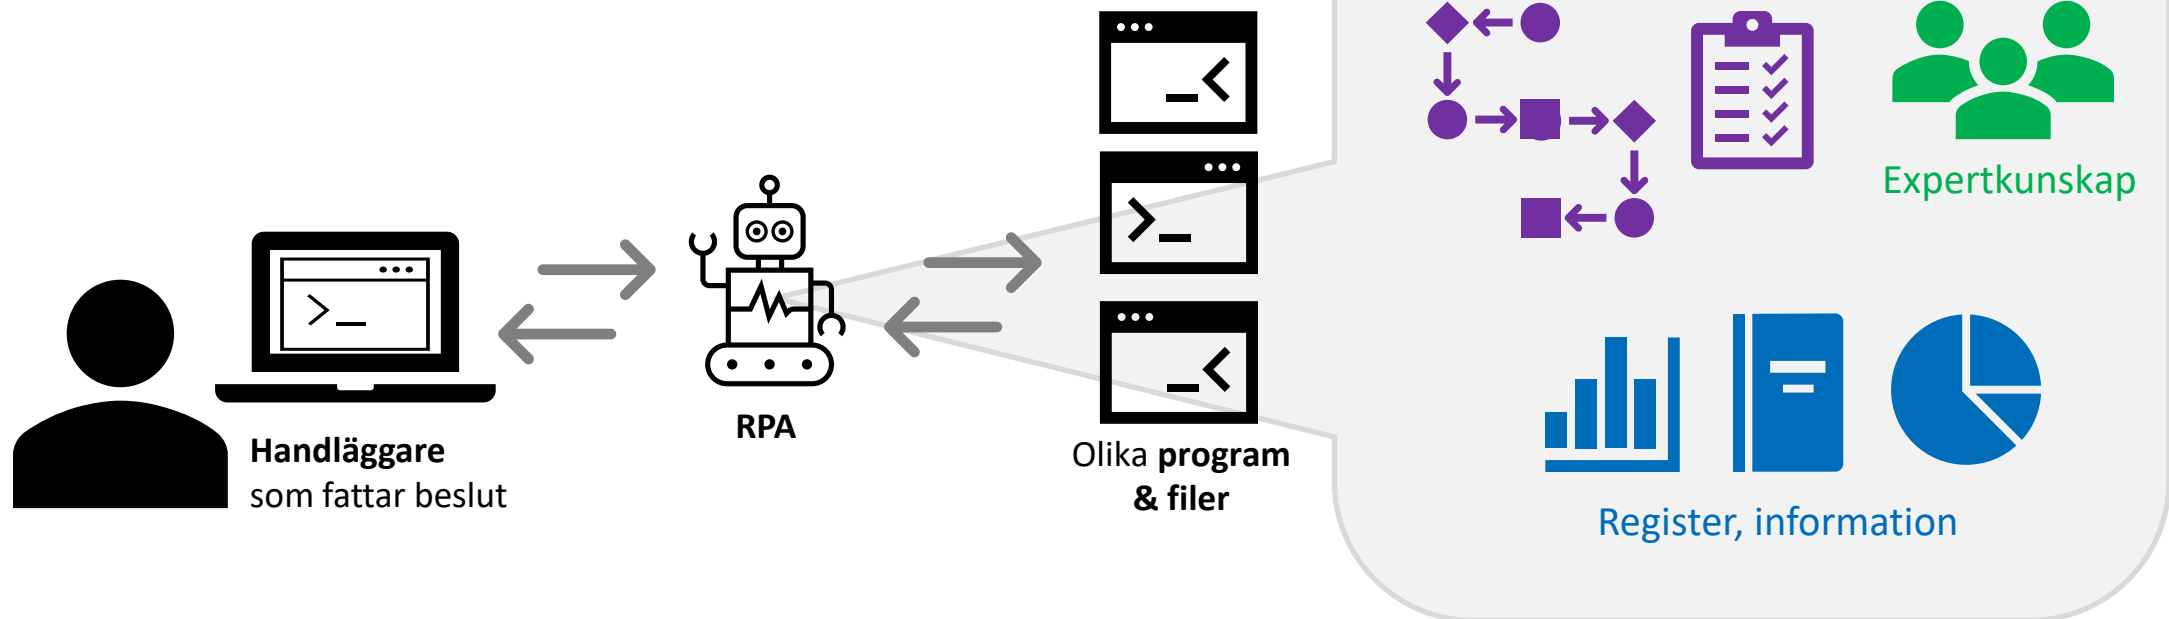 Expertkunskap
RPA
Handläggare
som fattar beslut
Olika program
& filer
Register, information